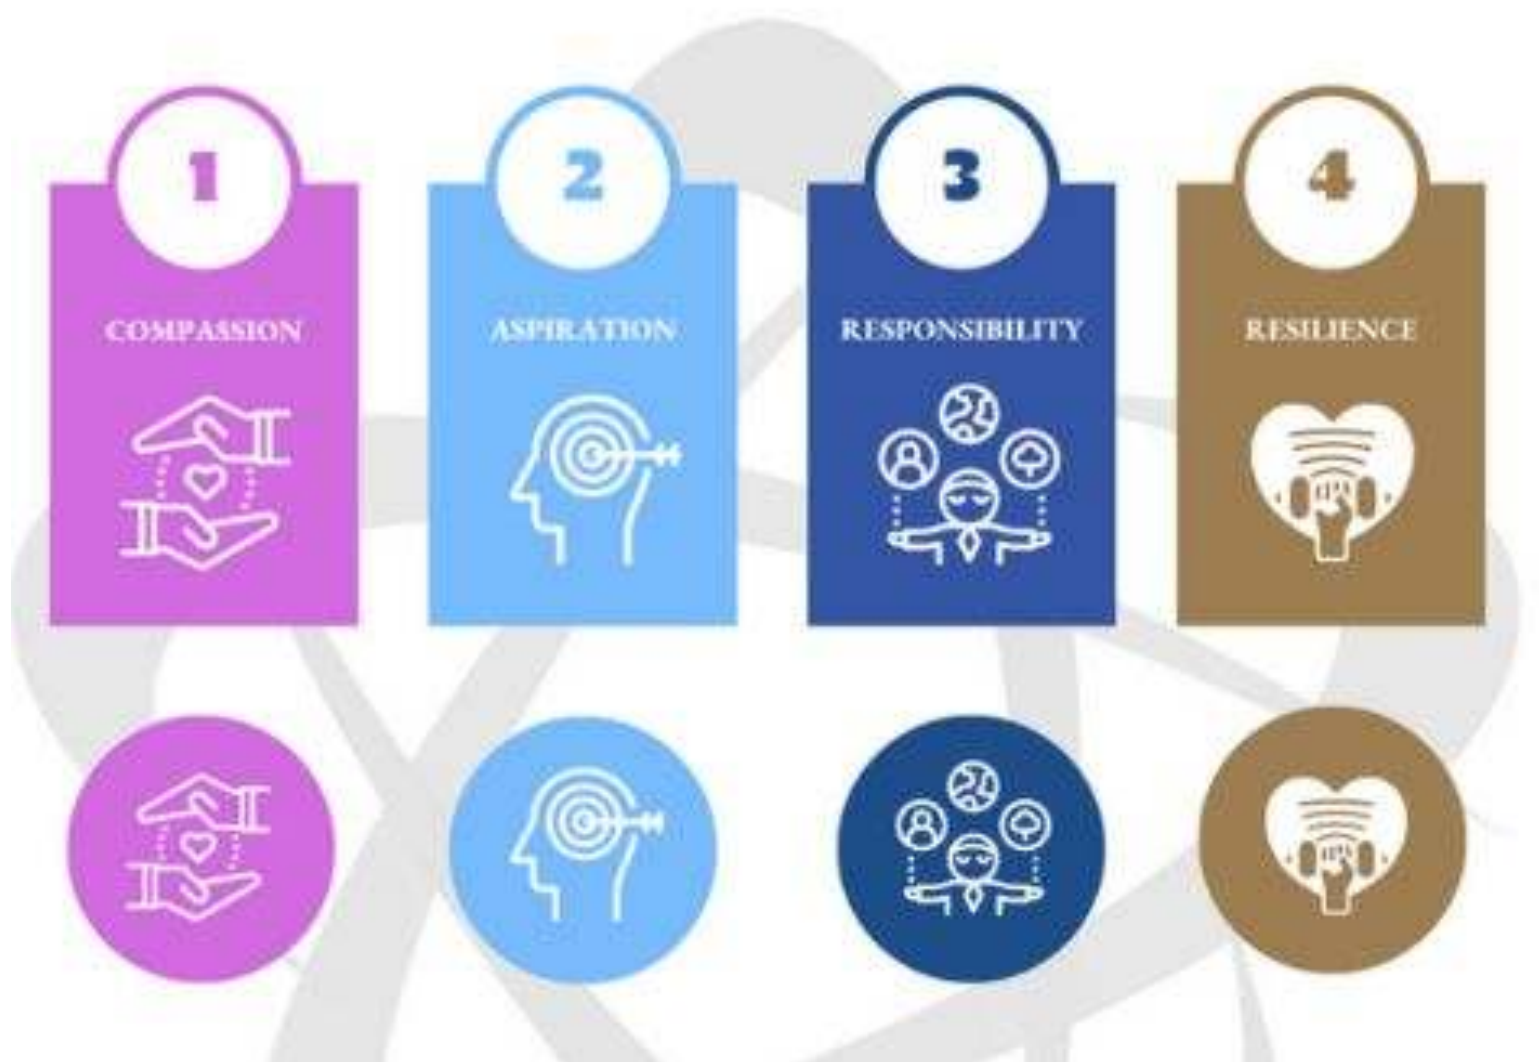 1
2
3
4
COMPASSION
ASPIRATION
RESPONSIBILITY
RESILIENCE